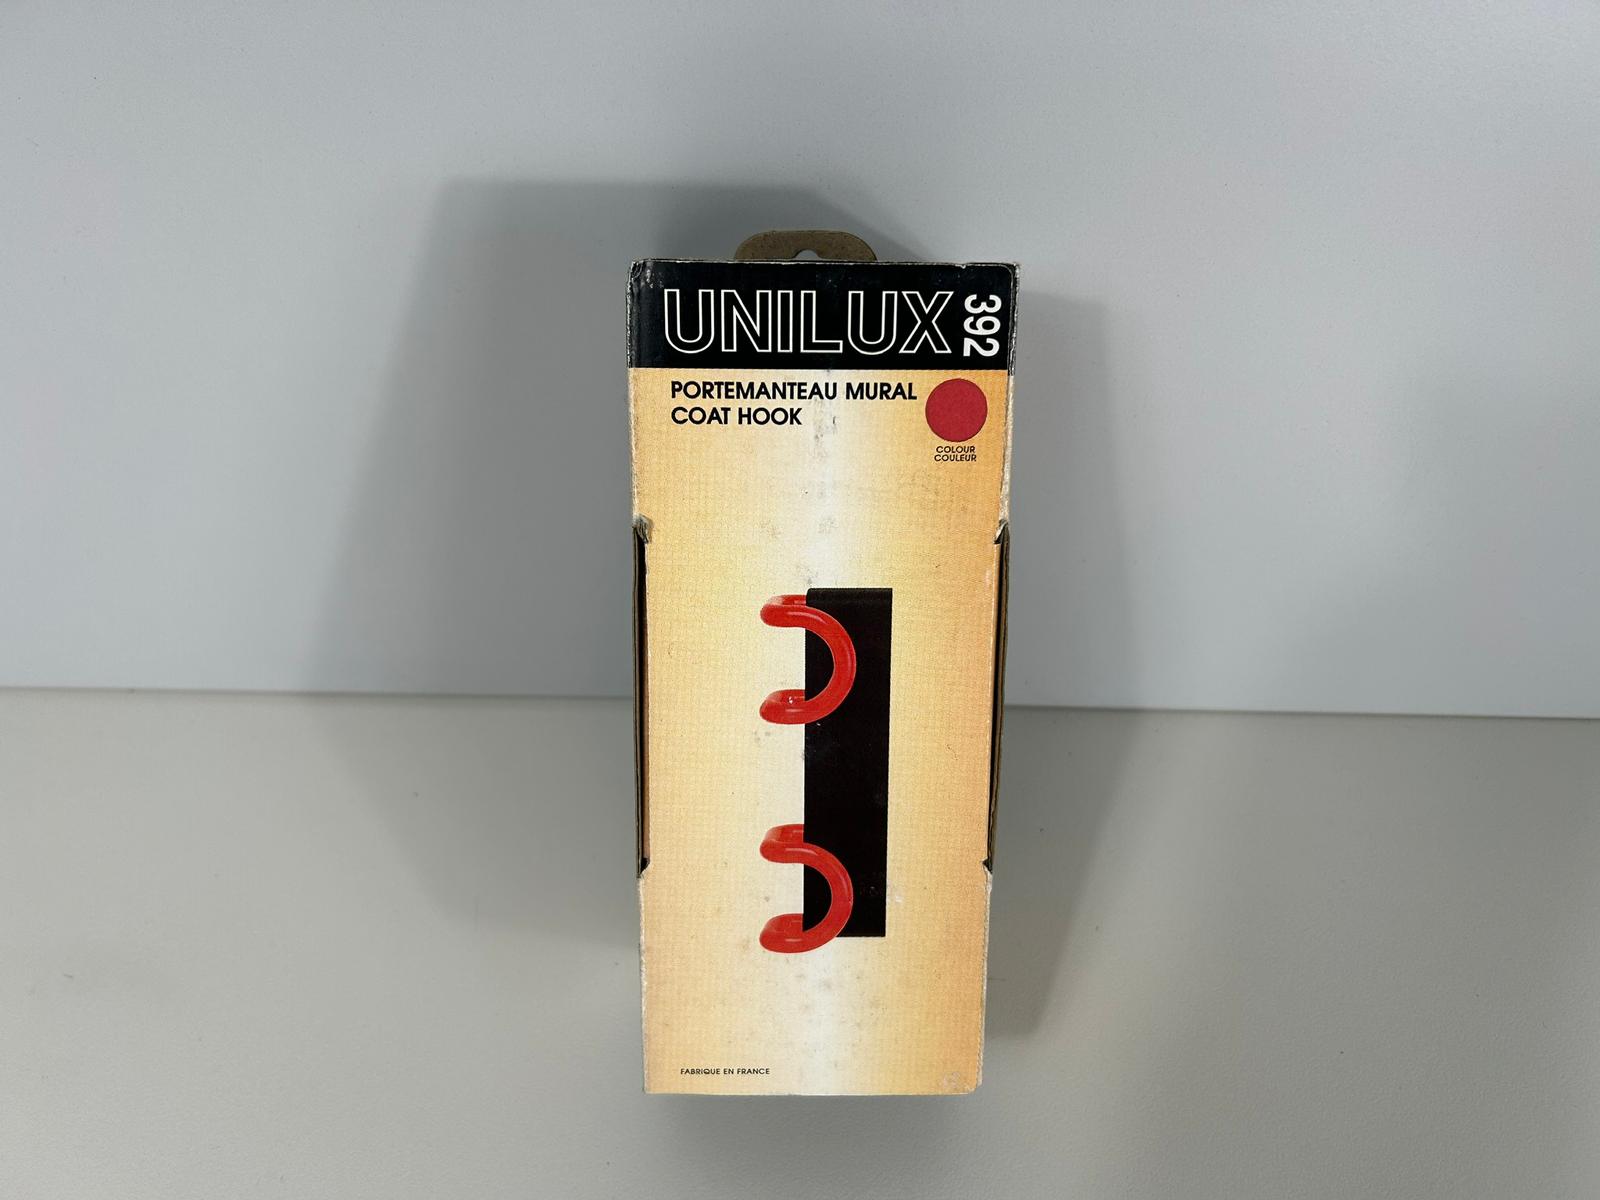 UNILUX 392
PORTEMANTEAU MURAL
COAT HOOK
COLOUR
COULEUR
FABRIQUE EN FRANCE